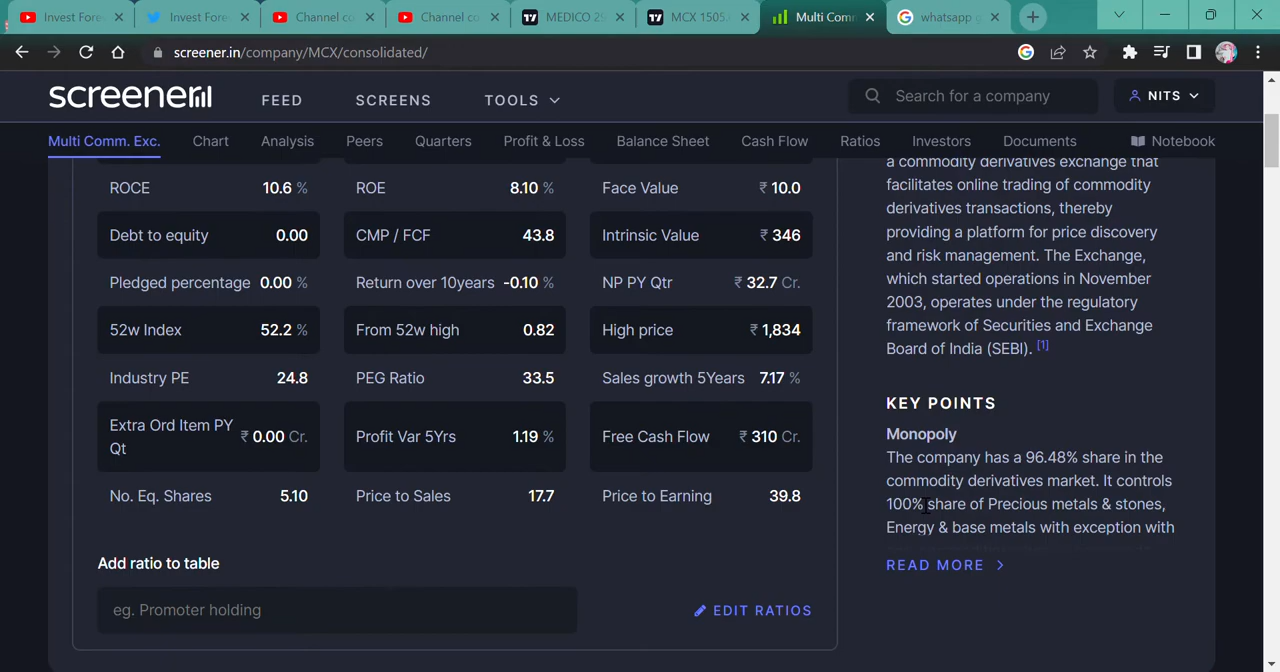 Invest Fore
Invest Fore
Channel co
Channel co
MEDICO 25
MCX 1505.
Multi Comm
whatsapp g
screener.in/company/MCX/consolidated/
screener
FEED
SCREENS
TOOLS
Search for a company
NITS
Multi Comm. Exc.
Chart
Analysis
Peers
Quarters
Profit & Loss
Balance Sheet
Cash Flow
Ratios
Investors
Documents
Notebook
ROCE 10.6 %
ROE 8.10 %
Face Value ₹ 10.0
Debt to equity 0.00
CMP / FCF 43.8
Intrinsic Value ₹ 346
Pledged percentage 0.00 %
Return over 10years -0.10 %
NP PY Qtr ₹ 32.7 Cr.
52w Index 52.2 %
From 52w high 0.82
High price ₹ 1,834
Industry PE 24.8
PEG Ratio 33.5
Sales growth 5Years 7.17 %
Extra Ord Item PY
Qt ₹ 0.00 Cr.
Profit Var 5Yrs 1.19 %
Free Cash Flow ₹ 310 Cr.
No. Eq. Shares 5.10
Price to Sales 17.7
Price to Earning 39.8
Add ratio to table
eg. Promoter holding
EDIT RATIOS
a commodity derivatives exchange that
facilitates online trading of commodity
derivatives transactions, thereby
providing a platform for price discovery
and risk management. The Exchange,
which started operations in November
2003, operates under the regulatory
framework of Securities and Exchange
Board of India (SEBI). [1]
KEY POINTS
Monopoly
The company has a 96.48% share in the
commodity derivatives market. It controls
100% share of Precious metals & stones,
Energy & base metals with exception with
READ MORE